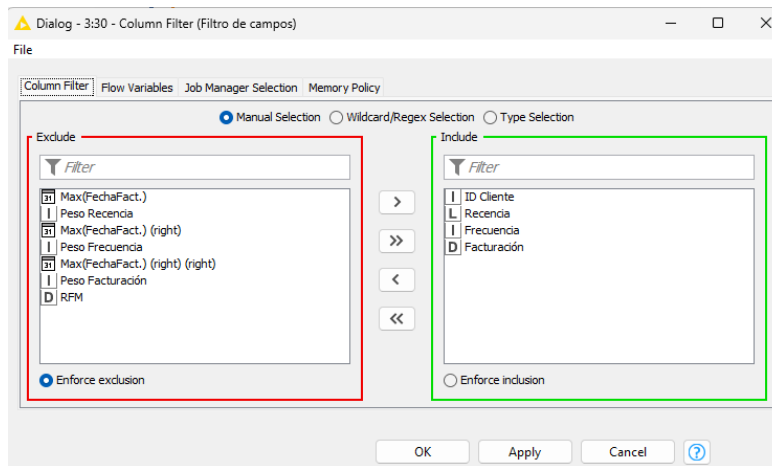 Dialog - 3:30 - Column Filter (Filtro de campos)
File
Column Filter Flow Variables Job Manager Selection Memory Policy
Manual Selection Wildcard/Regex Selection Type Selection
Exclude
Filter
31 Max(FechaFact.)
I Peso Recencia
31 Max(FechaFact.) (right)
I Peso Frecuencia
31 Max(FechaFact.) (right) (right)
I Peso Facturación
D RFM
Enforce exclusion
>
>>
<
<<
Include
Filter
I ID Cliente
L Recencia
I Frecuencia
D Facturación
Enforce inclusion
OK Apply Cancel ?